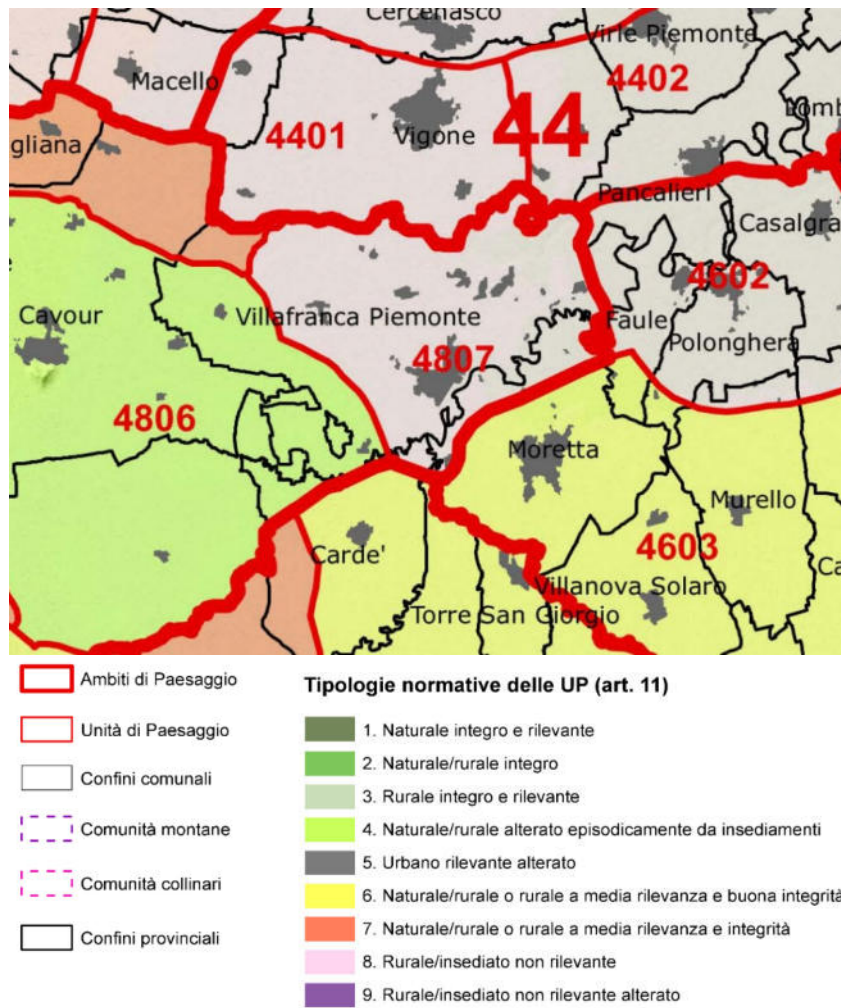 Cercenasco
Virle Piemonte
Macello
4402
4401
44
Lomb
Vigone
gliana
Pancalieri
Casalgra
4602
Cavour
Villafranca Piemonte
Faule
Polonghera
4807
4806
Moretta
Murello
Carde'
4603
Ca
Villanova Solaro
Torre San Giorgio
Ambiti di Paesaggio
Unità di Paesaggio
Confini comunali
Comunità montane
Comunità collinari
Confini provinciali
Tipologie normative delle UP (art. 11)
1. Naturale integro e rilevante
2. Naturale/rurale integro
3. Rurale integro e rilevante
4. Naturale/rurale alterato episodicamente da insediamenti
5. Urbano rilevante alterato
6. Naturale/rurale o rurale a media rilevanza e buona integrità
7. Naturale/rurale o rurale a media rilevanza e integrità
8. Rurale/insediato non rilevante
9. Rurale/insediato non rilevante alterato